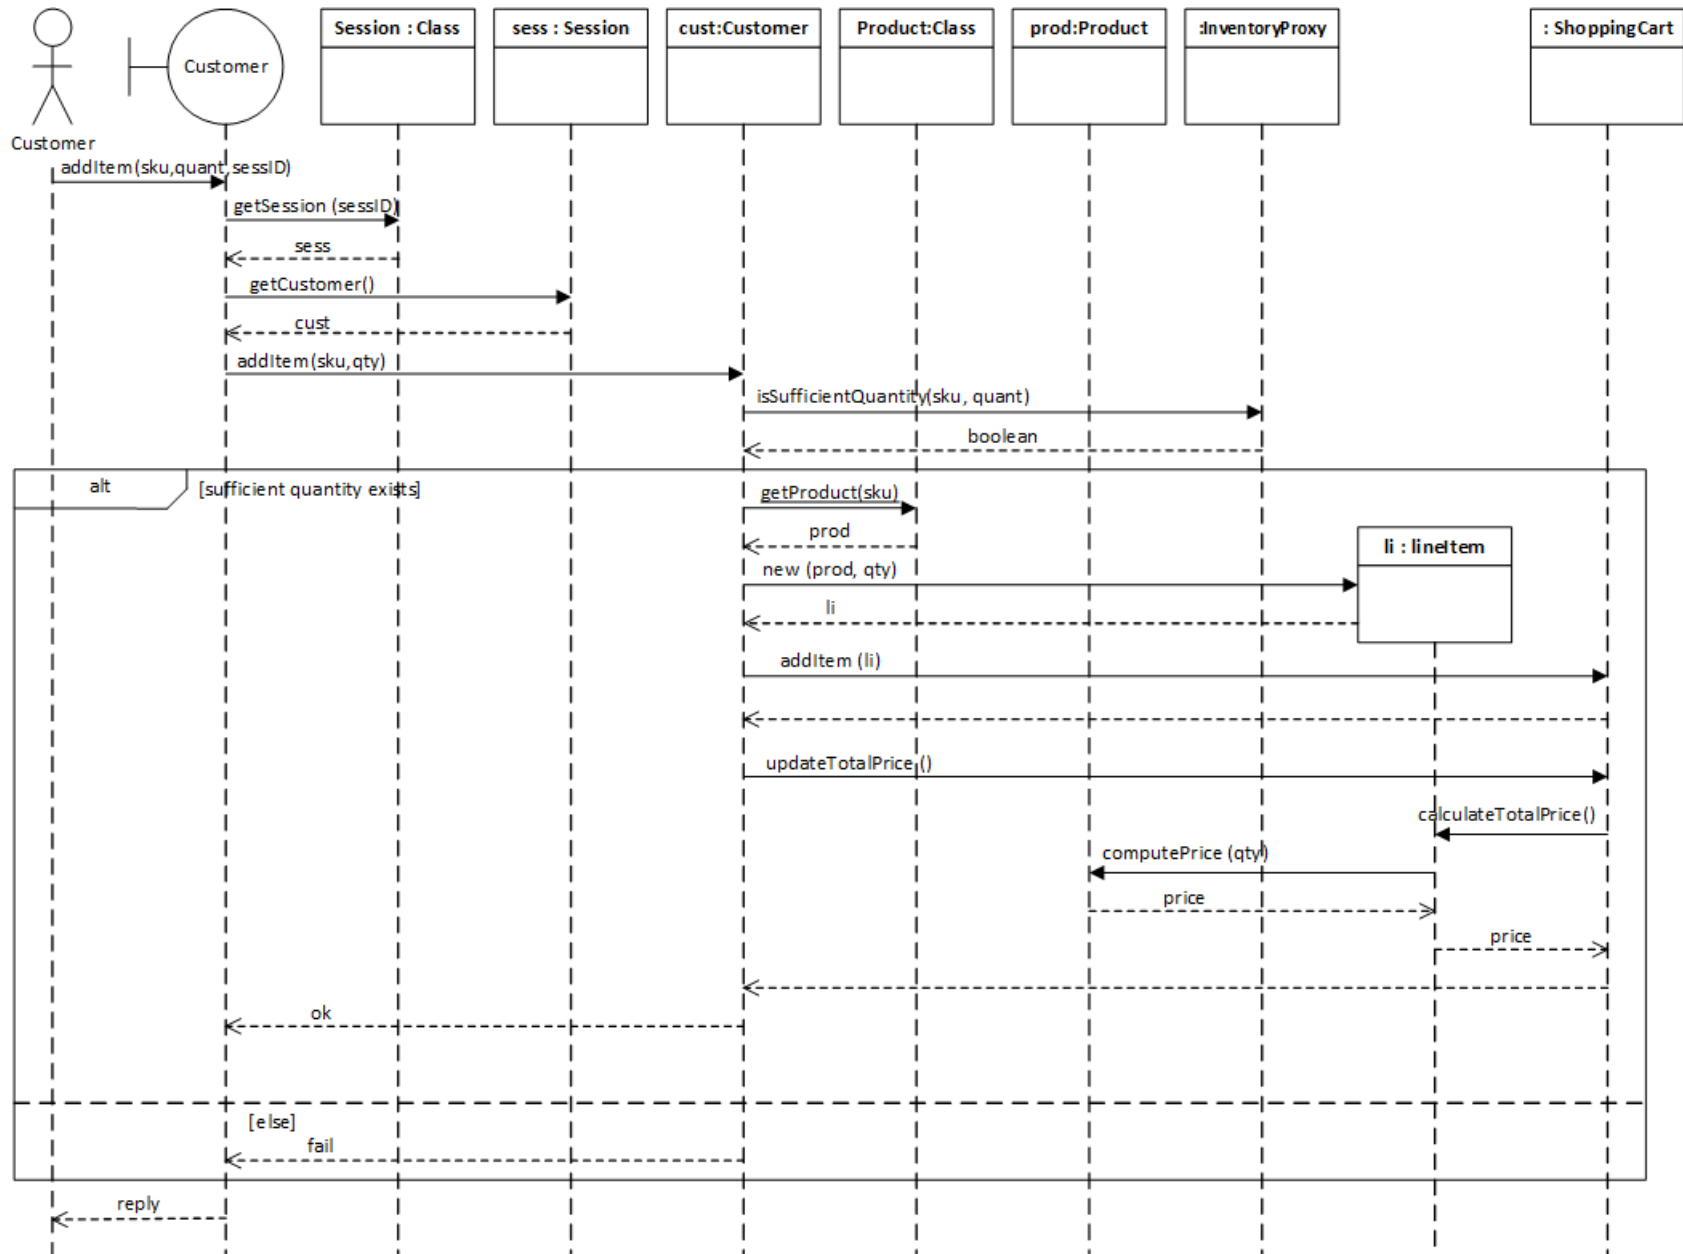 Customer
Customer
Session : Class
sess : Session
cust:Customer
Product:Class
prod:Product
:InventoryProxy
: ShoppingCart
addItem(sku,quant,sessID)
getSession (sessID)
sess
getCustomer()
cust
addItem(sku,qty)
isSufficientQuantity(sku, quant)
boolean
alt
[sufficient quantity exists]
getProduct(sku)
prod
li : lineItem
new (prod, qty)
li
addItem (li)
updateTotalPrice ()
calculateTotalPrice()
computePrice (qty)
price
price
ok
[else]
fail
reply